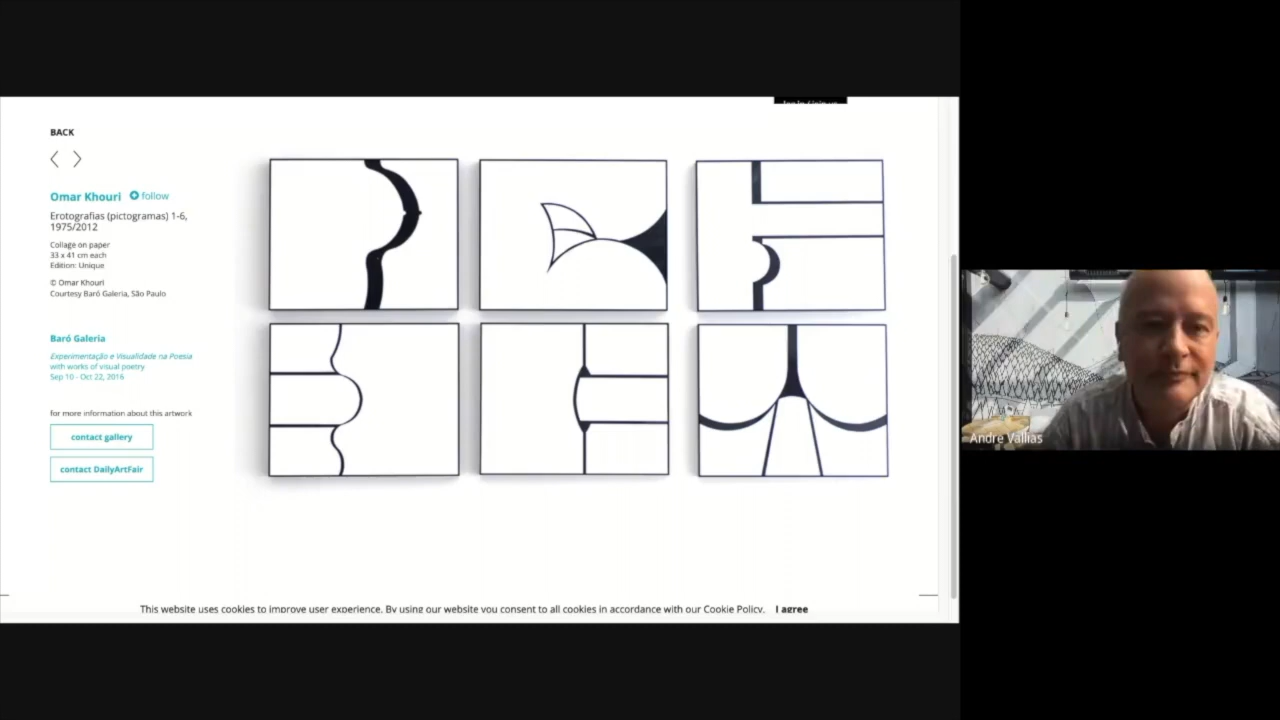 BACK
Omar Khouri follow
Erotografias (pictogramas) 1-6,
1975/2012
Collage on paper
33 x 41 cm each
Edition: Unique
© Omar Khouri
Courtesy Baró Galeria, São Paulo
Baró Galeria
Experimentação e Visualidade na Poesia
with works of visual poetry
Sep 10 - Oct 22, 2016
for more information about this artwork
contact gallery
contact DailyArtFair
This website uses cookies to improve user experience. By using our website you consent to all cookies in accordance with our Cookie Policy. I agree
Andre Vallias